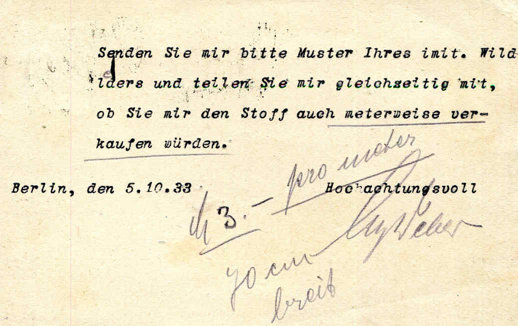 Senden Sie mir bitte Muster Ihres imit. Wild
lders und teilen Sie mir gleichzeitig mit,
ob Sie mir den Stoff auch meterweise ver-
kaufen würden.
Berlin, den 5.10.33. Hochachtungsvoll
M 3.- pro meter
70 cm
breit